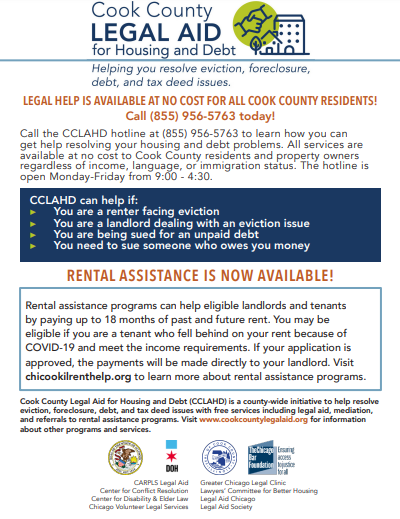 Cook County
LEGAL AID
for Housing and Debt
Helping you resolve eviction, foreclosure,
debt, and tax deed issues.
LEGAL HELP IS AVAILABLE AT NO COST FOR ALL COOK COUNTY RESIDENTS!
Call (855) 956-5763 today!
Call the CCLAHD hotline at (855) 956-5763 to learn how you can
get help resolving your housing and debt problems. All services are
available at no cost to Cook County residents and property owners
regardless of income, language, or immigration status. The hotline is
open Monday-Friday from 9:00 - 4:30.
CCLAHD can help if:
You are a renter facing eviction
You are a landlord dealing with an eviction issue
You are being sued for an unpaid debt
You need to sue someone who owes you money
RENTAL ASSISTANCE IS NOW AVAILABLE!
Rental assistance programs can help eligible landlords and tenants
by paying up to 18 months of past and future rent. You may be
eligible if you are a tenant who fell behind on your rent because of
COVID-19 and meet the income requirements. If your application is
approved, the payments will be made directly to your landlord. Visit
chicookilrenthelp.org to learn more about rental assistance programs.
Cook County Legal Aid for Housing and Debt (CCLAHD) is a county-wide initiative to help resolve
eviction, foreclosure, debt, and tax deed issues with free services including legal aid, mediation,
and referrals to rental assistance programs. Visit www.cookcountylegalaid.org for information
about other programs and services.
DOH
The Chicago
Bar
Foundation
Ensuring
access
to justice
for all
CARPLS Legal Aid
Center for Conflict Resolution
Center for Disability & Elder Law
Chicago Volunteer Legal Services
Greater Chicago Legal Clinic
Lawyers' Committee for Better Housing
Legal Aid Chicago
Legal Aid Society